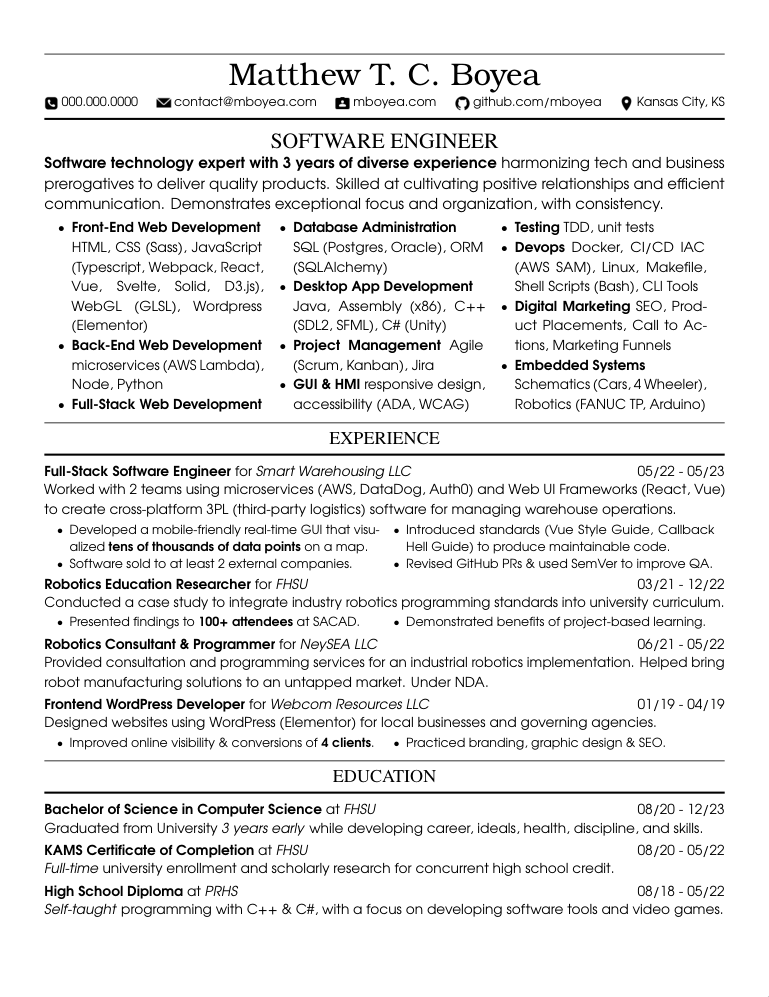 Matthew T. C. Boyea
000.000.0000 contact@mboyea.com mboyea.com github.com/mboyea Kansas City, KS
SOFTWARE ENGINEER
Software technology expert with 3 years of diverse experience harmonizing tech and business
prerogatives to deliver quality products. Skilled at cultivating positive relationships and efficient
communication. Demonstrates exceptional focus and organization, with consistency.
• Front-End Web Development
HTML, CSS (Sass), JavaScript
(Typescript, Webpack, React,
Vue, Svelte, Solid, D3.js),
WebGL (GLSL), Wordpress
(Elementor)
• Back-End Web Development
microservices (AWS Lambda),
Node, Python
• Full-Stack Web Development
• Database Administration
SQL (Postgres, Oracle), ORM
(SQLAlchemy)
• Desktop App Development
Java, Assembly (x86), C++
(SDL2, SFML), C# (Unity)
• Project Management Agile
(Scrum, Kanban), Jira
• GUI & HMI responsive design,
accessibility (ADA, WCAG)
• Testing TDD, unit tests
• Devops Docker, CI/CD IAC
(AWS SAM), Linux, Makefile,
Shell Scripts (Bash), CLI Tools
• Digital Marketing SEO, Prod-
uct Placements, Call to Ac-
tions, Marketing Funnels
• Embedded Systems
Schematics (Cars, 4 Wheeler),
Robotics (FANUC TP, Arduino)
EXPERIENCE
Full-Stack Software Engineer for Smart Warehousing LLC 05/22 - 05/23
Worked with 2 teams using microservices (AWS, DataDog, Auth0) and Web UI Frameworks (React, Vue)
to create cross-platform 3PL (third-party logistics) software for managing warehouse operations.
• Developed a mobile-friendly real-time GUI that visu-
alized tens of thousands of data points on a map.
• Software sold to at least 2 external companies.
• Introduced standards (Vue Style Guide, Callback
Hell Guide) to produce maintainable code.
• Revised GitHub PRs & used SemVer to improve QA.
Robotics Education Researcher for FHSU 03/21 - 12/22
Conducted a case study to integrate industry robotics programming standards into university curriculum.
• Presented findings to 100+ attendees at SACAD. • Demonstrated benefits of project-based learning.
Robotics Consultant & Programmer for NeySEA LLC 06/21 - 05/22
Provided consultation and programming services for an industrial robotics implementation. Helped bring
robot manufacturing solutions to an untapped market. Under NDA.
Frontend WordPress Developer for Webcom Resources LLC 01/19 - 04/19
Designed websites using WordPress (Elementor) for local businesses and governing agencies.
• Improved online visibility & conversions of 4 clients. • Practiced branding, graphic design & SEO.
EDUCATION
Bachelor of Science in Computer Science at FHSU 08/20 - 12/23
Graduated from University 3 years early while developing career, ideals, health, discipline, and skills.
KAMS Certificate of Completion at FHSU 08/20 - 05/22
Full-time university enrollment and scholarly research for concurrent high school credit.
High School Diploma at PRHS 08/18 - 05/22
Self-taught programming with C++ & C#, with a focus on developing software tools and video games.